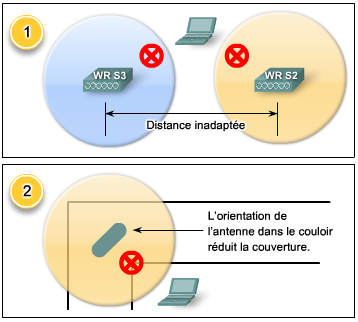 1
WR S3
WR S2
Distance inadaptée
2
L'orientation de
l'antenne dans le couloir
réduit la couverture.